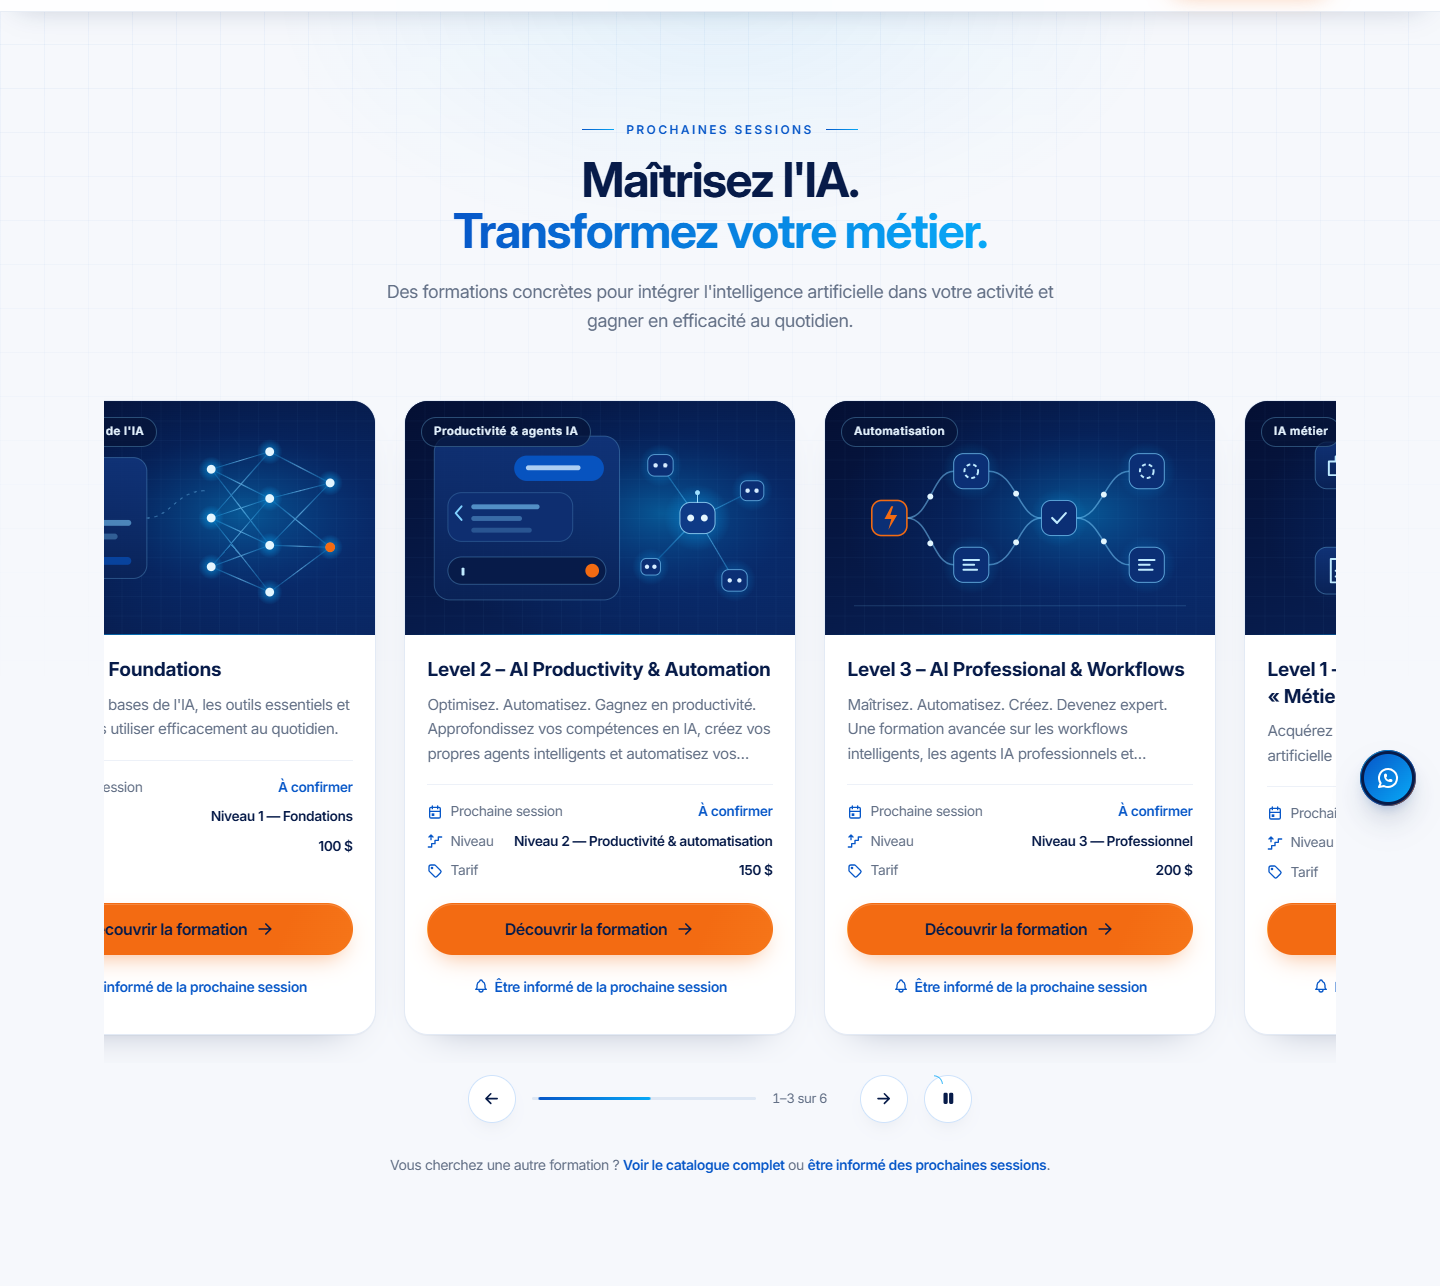 PROCHAINES SESSIONS
Maîtrisez l'IA.
Transformez votre métier.
Des formations concrètes pour intégrer l'intelligence artificielle dans votre activité et
gagner en efficacité au quotidien.
de l'IA
Foundations
bases de l'IA, les outils essentiels et
utiliser efficacement au quotidien.
ession
À confirmer
Niveau 1 — Fondations
100 $
couvrir la formation →
informé de la prochaine session
Productivité & agents IA
Level 2 – AI Productivity & Automation
Optimisez. Automatisez. Gagnez en productivité.
Approfondissez vos compétences en IA, créez vos
propres agents intelligents et automatisez vos…
Prochaine session À confirmer
Niveau Niveau 2 — Productivité & automatisation
Tarif 150 $
Découvrir la formation →
Être informé de la prochaine session
Automatisation
Level 3 – AI Professional & Workflows
Maîtrisez. Automatisez. Créez. Devenez expert.
Une formation avancée sur les workflows
intelligents, les agents IA professionnels et…
Prochaine session À confirmer
Niveau Niveau 3 — Professionnel
Tarif 200 $
Découvrir la formation →
Être informé de la prochaine session
IA métier
Level 1 –
« Métie
Acquérez
artificielle
Prochai
Niveau
Tarif
1–3 sur 6
Vous cherchez une autre formation ? Voir le catalogue complet ou être informé des prochaines sessions.